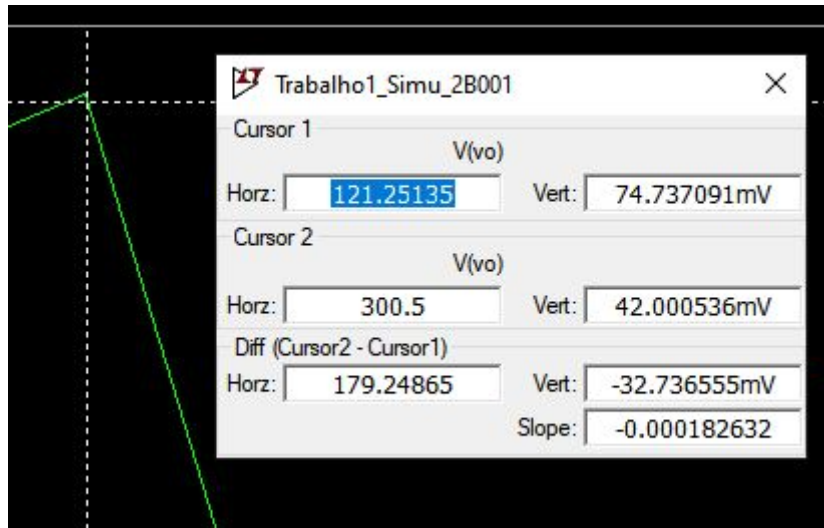 Trabalho1_Simu_2B001
Cursor 1
V(vo)
Horz: 121.25135 Vert: 74.737091mV
Cursor 2
V(vo)
Horz: 300.5 Vert: 42.000536mV
Diff (Cursor2 - Cursor1)
Horz: 179.24865 Vert: -32.736555mV
Slope: -0.000182632